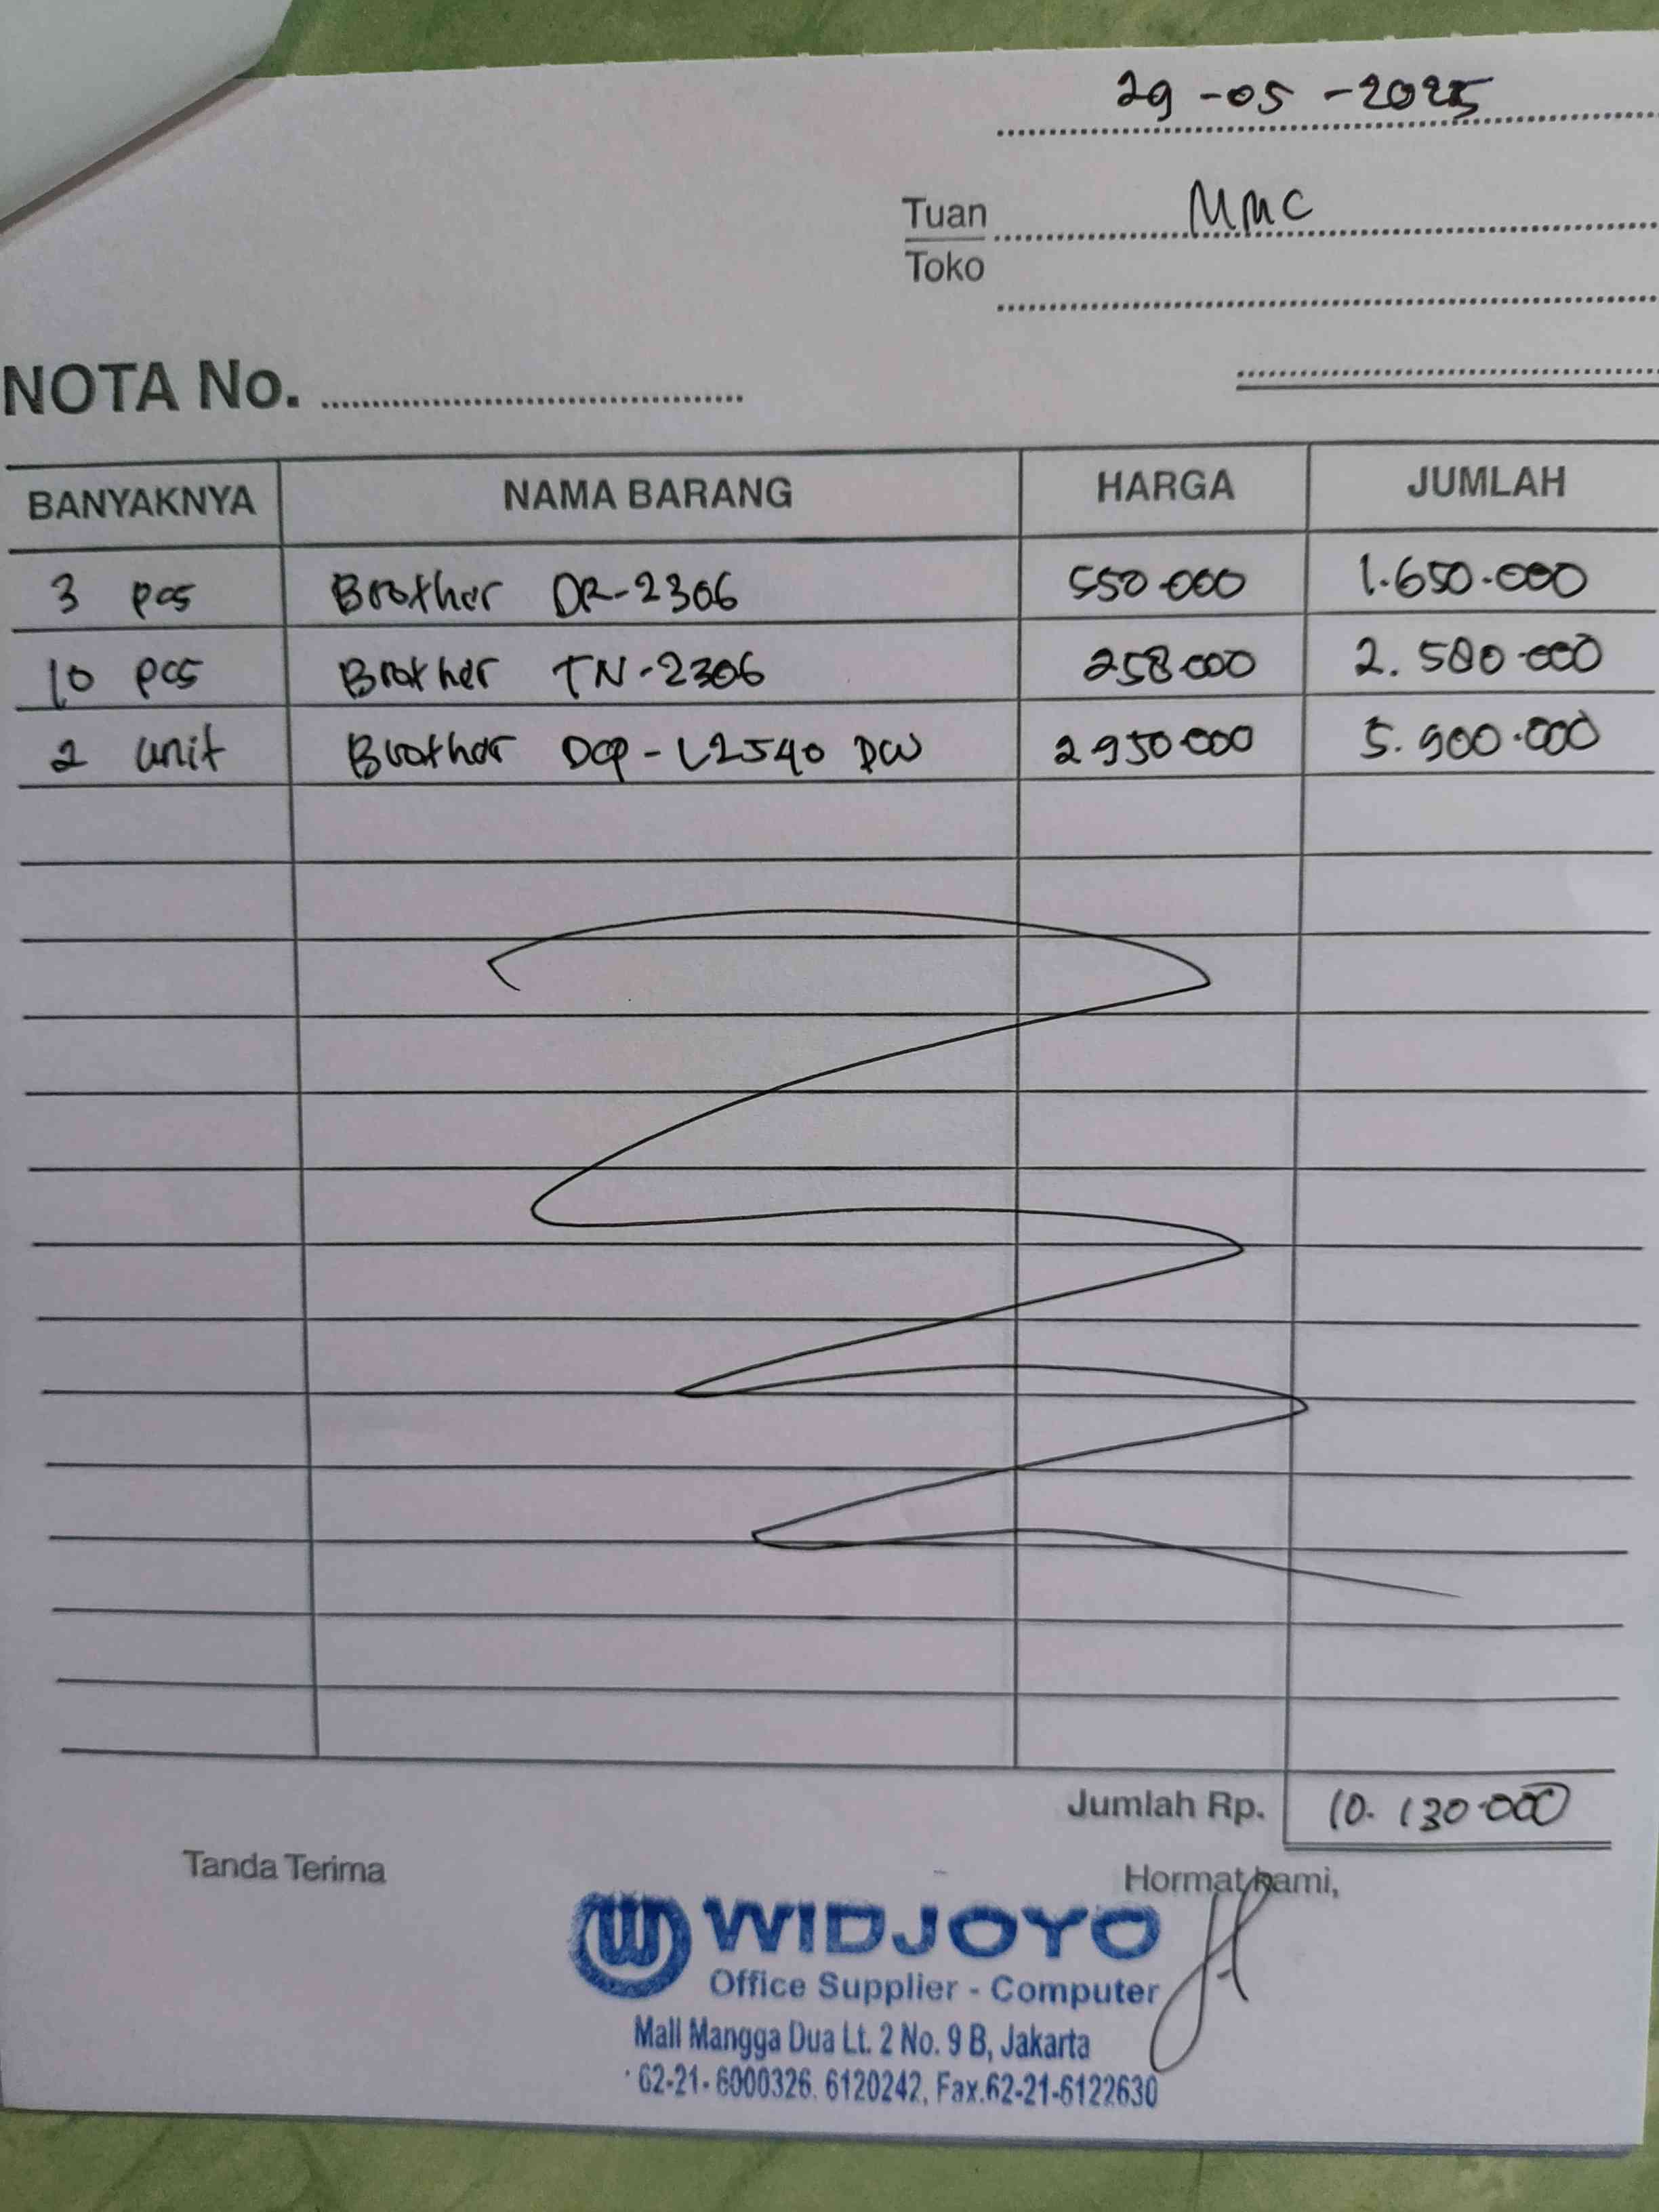 29-05-2025
Tuan MMC
Toko
NOTA No.
BANYAKNYA NAMA BARANG HARGA JUMLAH
3 pcs Brother DR-2306 550.000 1.650.000
10 pcs Brother TN-2306 258.000 2.580.000
2 unit Brother DCP-L2540 DW 2950.000 5.900.000
Jumlah Rp. 10.130.000
Tanda Terima Hormat kami,
W WIDJOYO
Office Supplier - Computer
Mall Mangga Dua Lt. 2 No. 9 B, Jakarta
62-21-6000326. 6120242, Fax.62-21-6122630